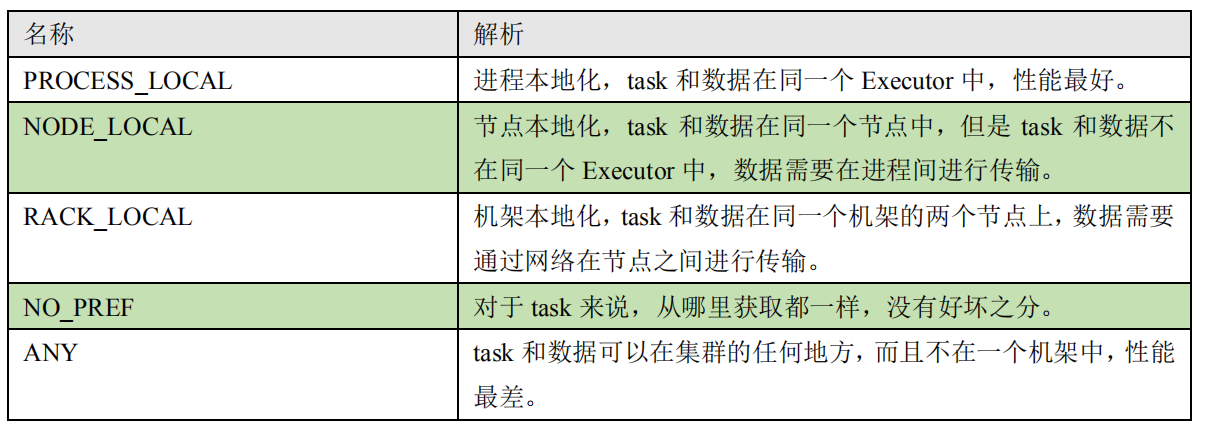 名称 解析
PROCESS_LOCAL 进程本地化，task 和数据在同一个 Executor 中，性能最好。
NODE_LOCAL 节点本地化，task 和数据在同一个节点中，但是 task 和数据不
在同一个 Executor 中，数据需要在进程间进行传输。
RACK_LOCAL 机架本地化，task 和数据在同一个机架的两个节点上，数据需要
通过网络在节点之间进行传输。
NO_PREF 对于 task 来说，从哪里获取都一样，没有好坏之分。
ANY task 和数据可以在集群的任何地方，而且不在一个机架中，性能
最差。